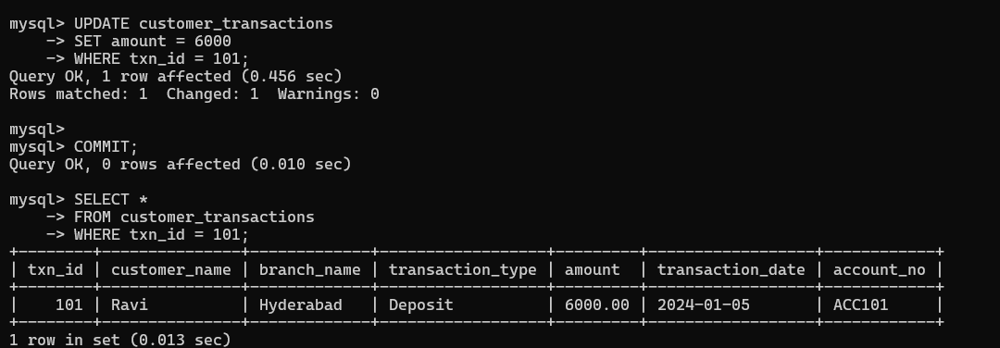 mysql> UPDATE customer_transactions
    -> SET amount = 6000
    -> WHERE txn_id = 101;
Query OK, 1 row affected (0.456 sec)
Rows matched: 1  Changed: 1  Warnings: 0

mysql>
mysql> COMMIT;
Query OK, 0 rows affected (0.010 sec)

mysql> SELECT *
    -> FROM customer_transactions
    -> WHERE txn_id = 101;
+--------+---------------+-------------+------------------+---------+------------------+------------+
| txn_id | customer_name | branch_name | transaction_type | amount  | transaction_date | account_no |
+--------+---------------+-------------+------------------+---------+------------------+------------+
|    101 | Ravi          | Hyderabad   | Deposit          | 6000.00 | 2024-01-05       | ACC101     |
+--------+---------------+-------------+------------------+---------+------------------+------------+
1 row in set (0.013 sec)